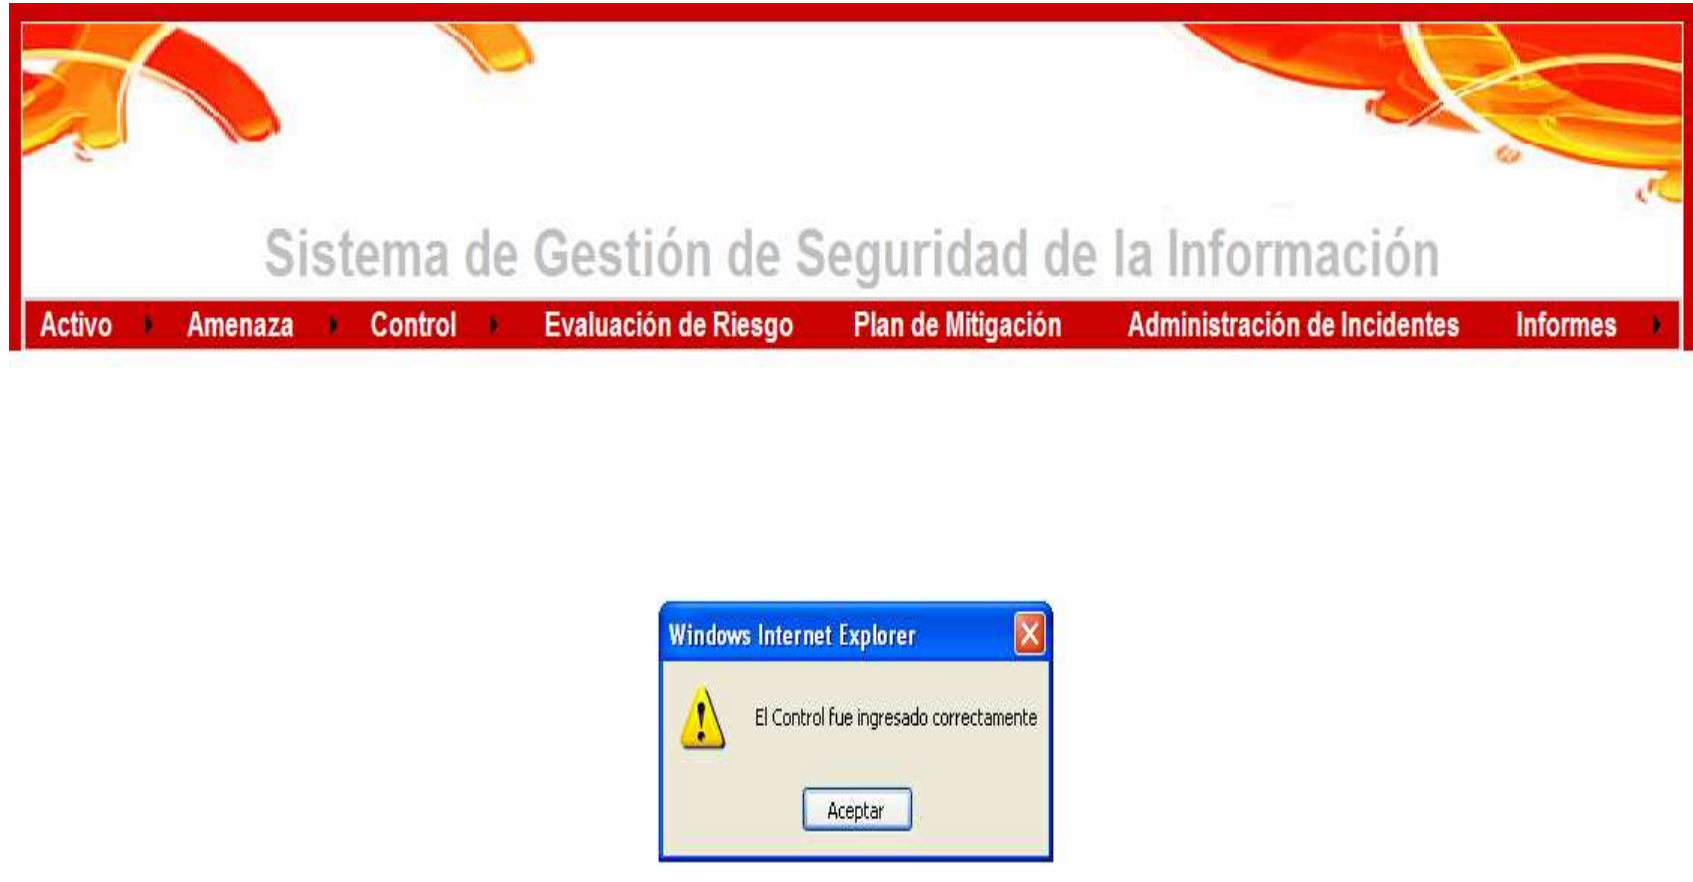 Sistema de Gestión de Seguridad de la Información
Activo Amenaza Control Evaluación de Riesgo Plan de Mitigación Administración de Incidentes Informes
Windows Internet Explorer
El Control fue ingresado correctamente
Aceptar